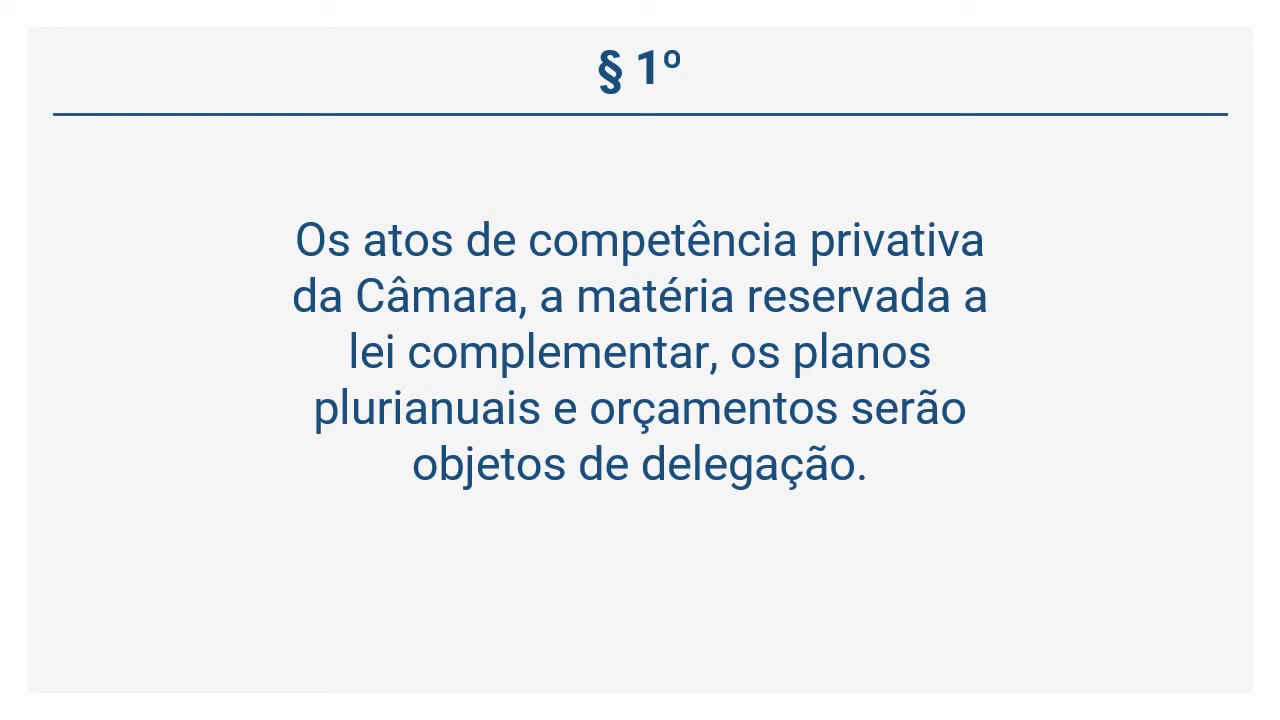 § 1º
Os atos de competência privativa
da Câmara, a matéria reservada a
lei complementar, os planos
plurianuais e orçamentos serão
objetos de delegação.